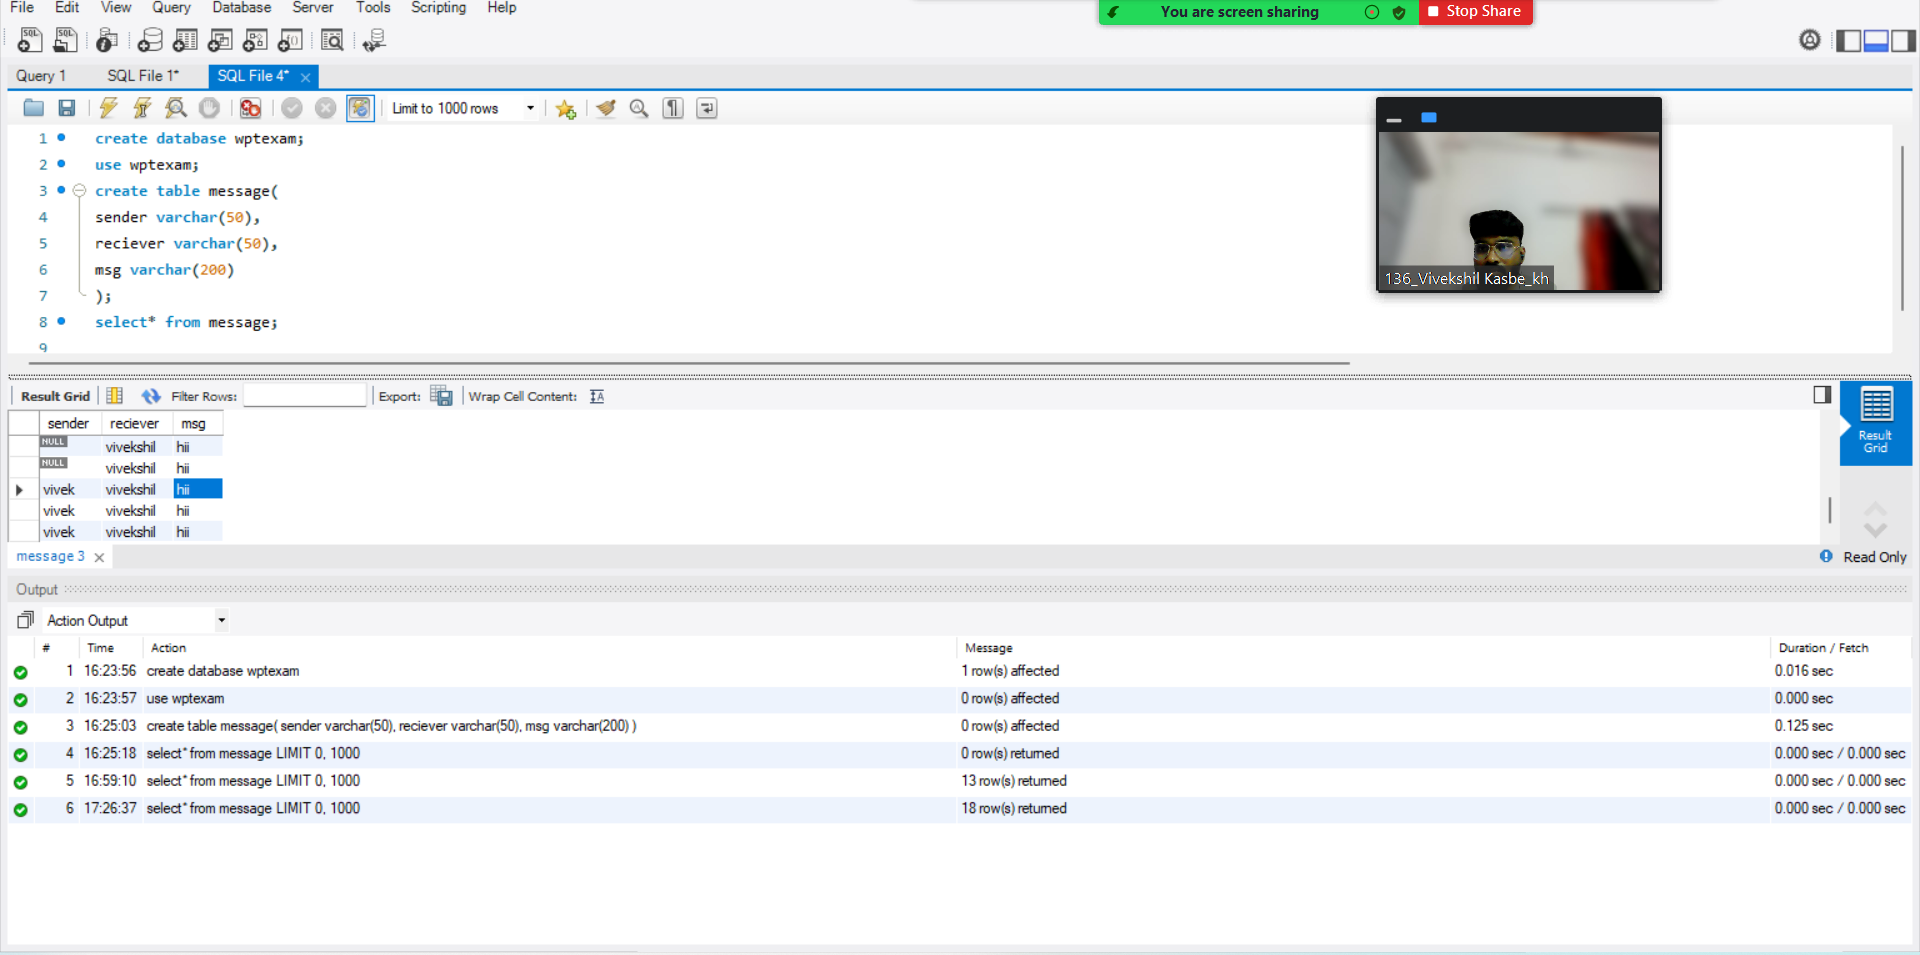 File Edit View Query Database Server Tools Scripting Help
You are screen sharing Stop Share
SQL SQL
Query 1 SQL File 1* SQL File 4*
Limit to 1000 rows
1 create database wptexam;
2 use wptexam;
3 create table message(
4 sender varchar(50),
5 reciever varchar(50),
6 msg varchar(200)
7 );
8 select* from message;
9
136_Vivekshil Kasbe_kh
Result Grid Filter Rows: Export: Wrap Cell Content:
Result Grid
sender reciever msg
NULL vivekshil hii
NULL vivekshil hii
vivek vivekshil hii
vivek vivekshil hii
vivek vivekshil hii
message 3 Read Only
Output
Action Output
# Time Action Message Duration / Fetch
1 16:23:56 create database wptexam 1 row(s) affected 0.016 sec
2 16:23:57 use wptexam 0 row(s) affected 0.000 sec
3 16:25:03 create table message( sender varchar(50), reciever varchar(50), msg varchar(200) ) 0 row(s) affected 0.125 sec
4 16:25:18 select* from message LIMIT 0, 1000 0 row(s) returned 0.000 sec / 0.000 sec
5 16:59:10 select* from message LIMIT 0, 1000 13 row(s) returned 0.000 sec / 0.000 sec
6 17:26:37 select* from message LIMIT 0, 1000 18 row(s) returned 0.000 sec / 0.000 sec